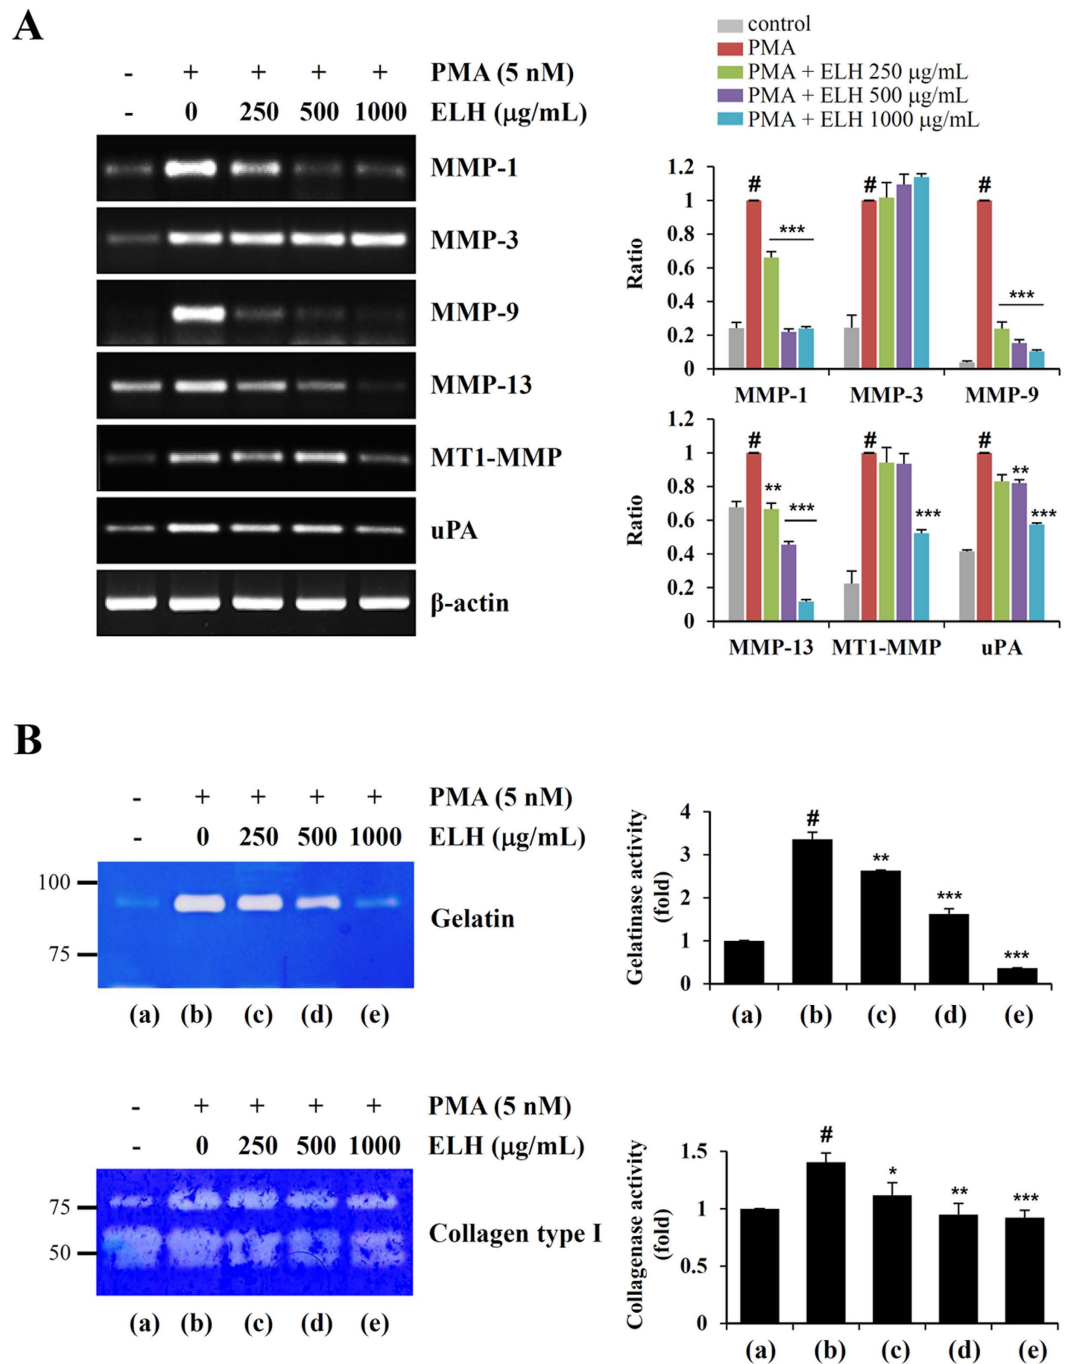 A
- + + + + PMA (5 nM)
- 0 250 500 1000 ELH (μg/mL)
MMP-1
MMP-3
MMP-9
MMP-13
MT1-MMP
uPA
β-actin
control
PMA
PMA + ELH 250 μg/mL
PMA + ELH 500 μg/mL
PMA + ELH 1000 μg/mL
Ratio
1.2
1
0.8
0.6
0.4
0.2
0
# *** # # ***
MMP-1 MMP-3 MMP-9
Ratio
1.2
1
0.8
0.6
0.4
0.2
0
# ** *** # *** # ** ***
MMP-13 MT1-MMP uPA
B
- + + + + PMA (5 nM)
- 0 250 500 1000 ELH (μg/mL)
100
75
Gelatin
(a) (b) (c) (d) (e)
Gelatinase activity
(fold)
4
3
2
1
0
# ** *** ***
(a) (b) (c) (d) (e)
- + + + + PMA (5 nM)
- 0 250 500 1000 ELH (μg/mL)
75
50
Collagen type I
(a) (b) (c) (d) (e)
Collagenase activity
(fold)
1.5
1
0.5
0
# * ** ***
(a) (b) (c) (d) (e)